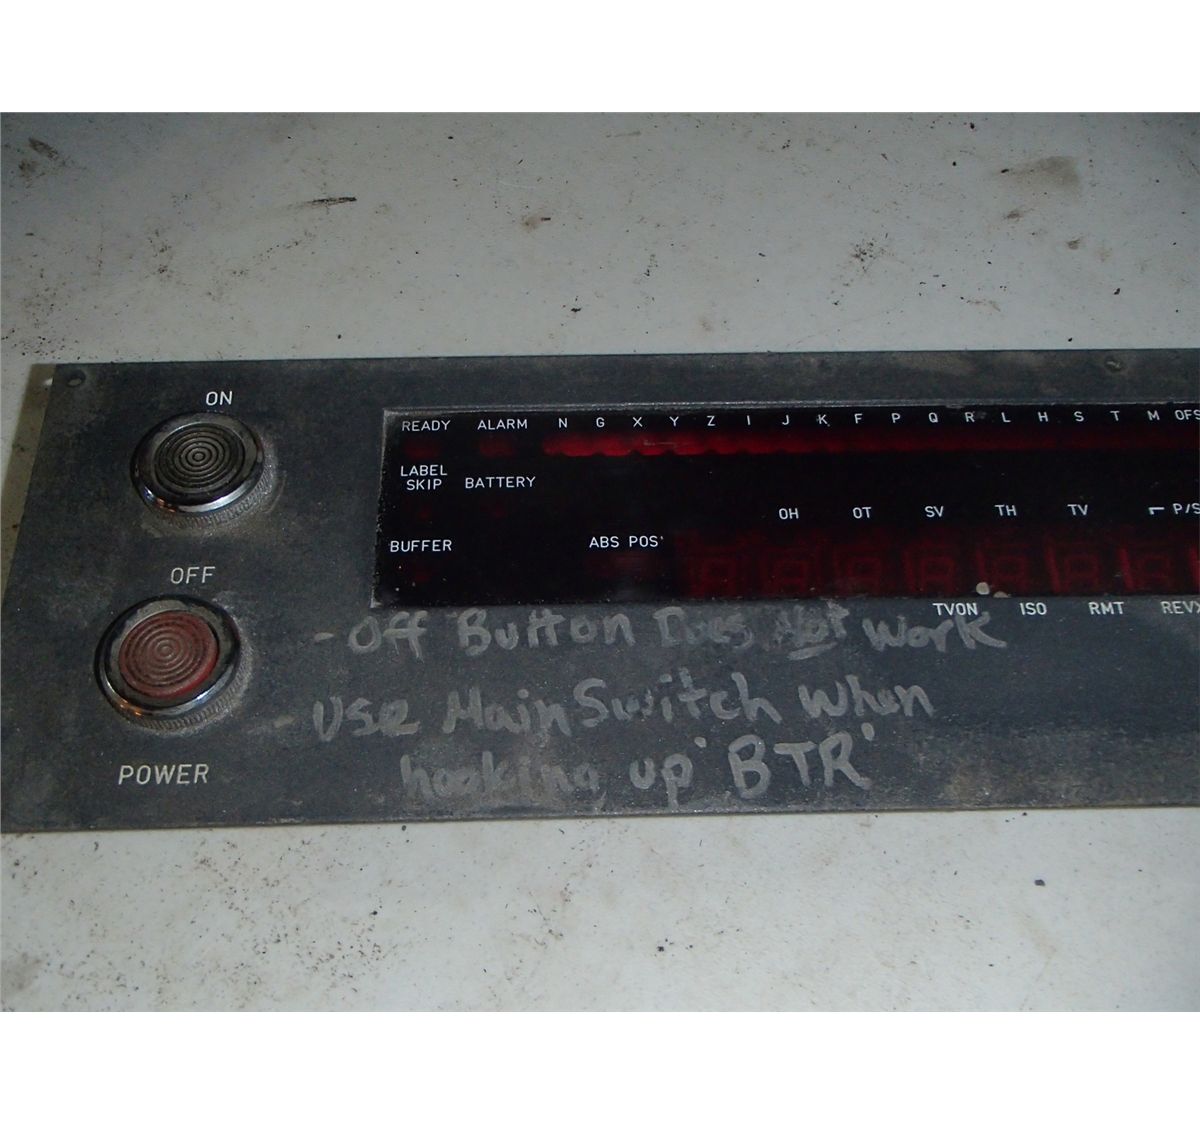 ON
READY ALARM N G X Y Z I J K F P Q R L H S T M OFS
LABEL
SKIP BATTERY
OH OT SV TH TV P/S
BUFFER ABS POS
OFF
TVON ISO RMT REVX
- Off Button Does Not Work
- Use Main Switch When
hooking up 'BTR'
POWER